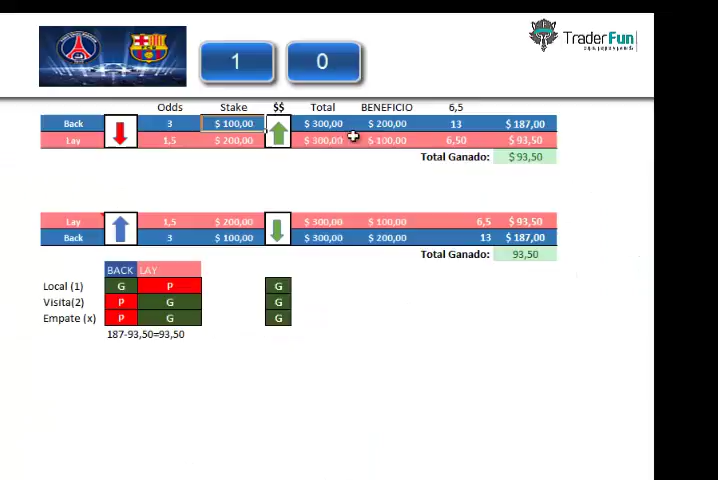 1 0
TraderFun
Odds Stake $$ Total BENEFICIO 6,5
Back 3 $ 100,00 $ 300,00 $ 200,00 13 $ 187,00
Lay 1,5 $ 200,00 $ 300,00 $ 100,00 6,50 $ 93,50
Total Ganado: $ 93,50
Lay 1,5 $ 200,00 $ 300,00 $ 100,00 6,5 $ 93,50
Back 3 $ 100,00 $ 300,00 $ 200,00 13 $ 187,00
Total Ganado: 93,50
BACK LAY
Local (1) G P G
Visita(2) P G G
Empate (x) P G G
187-93,50=93,50